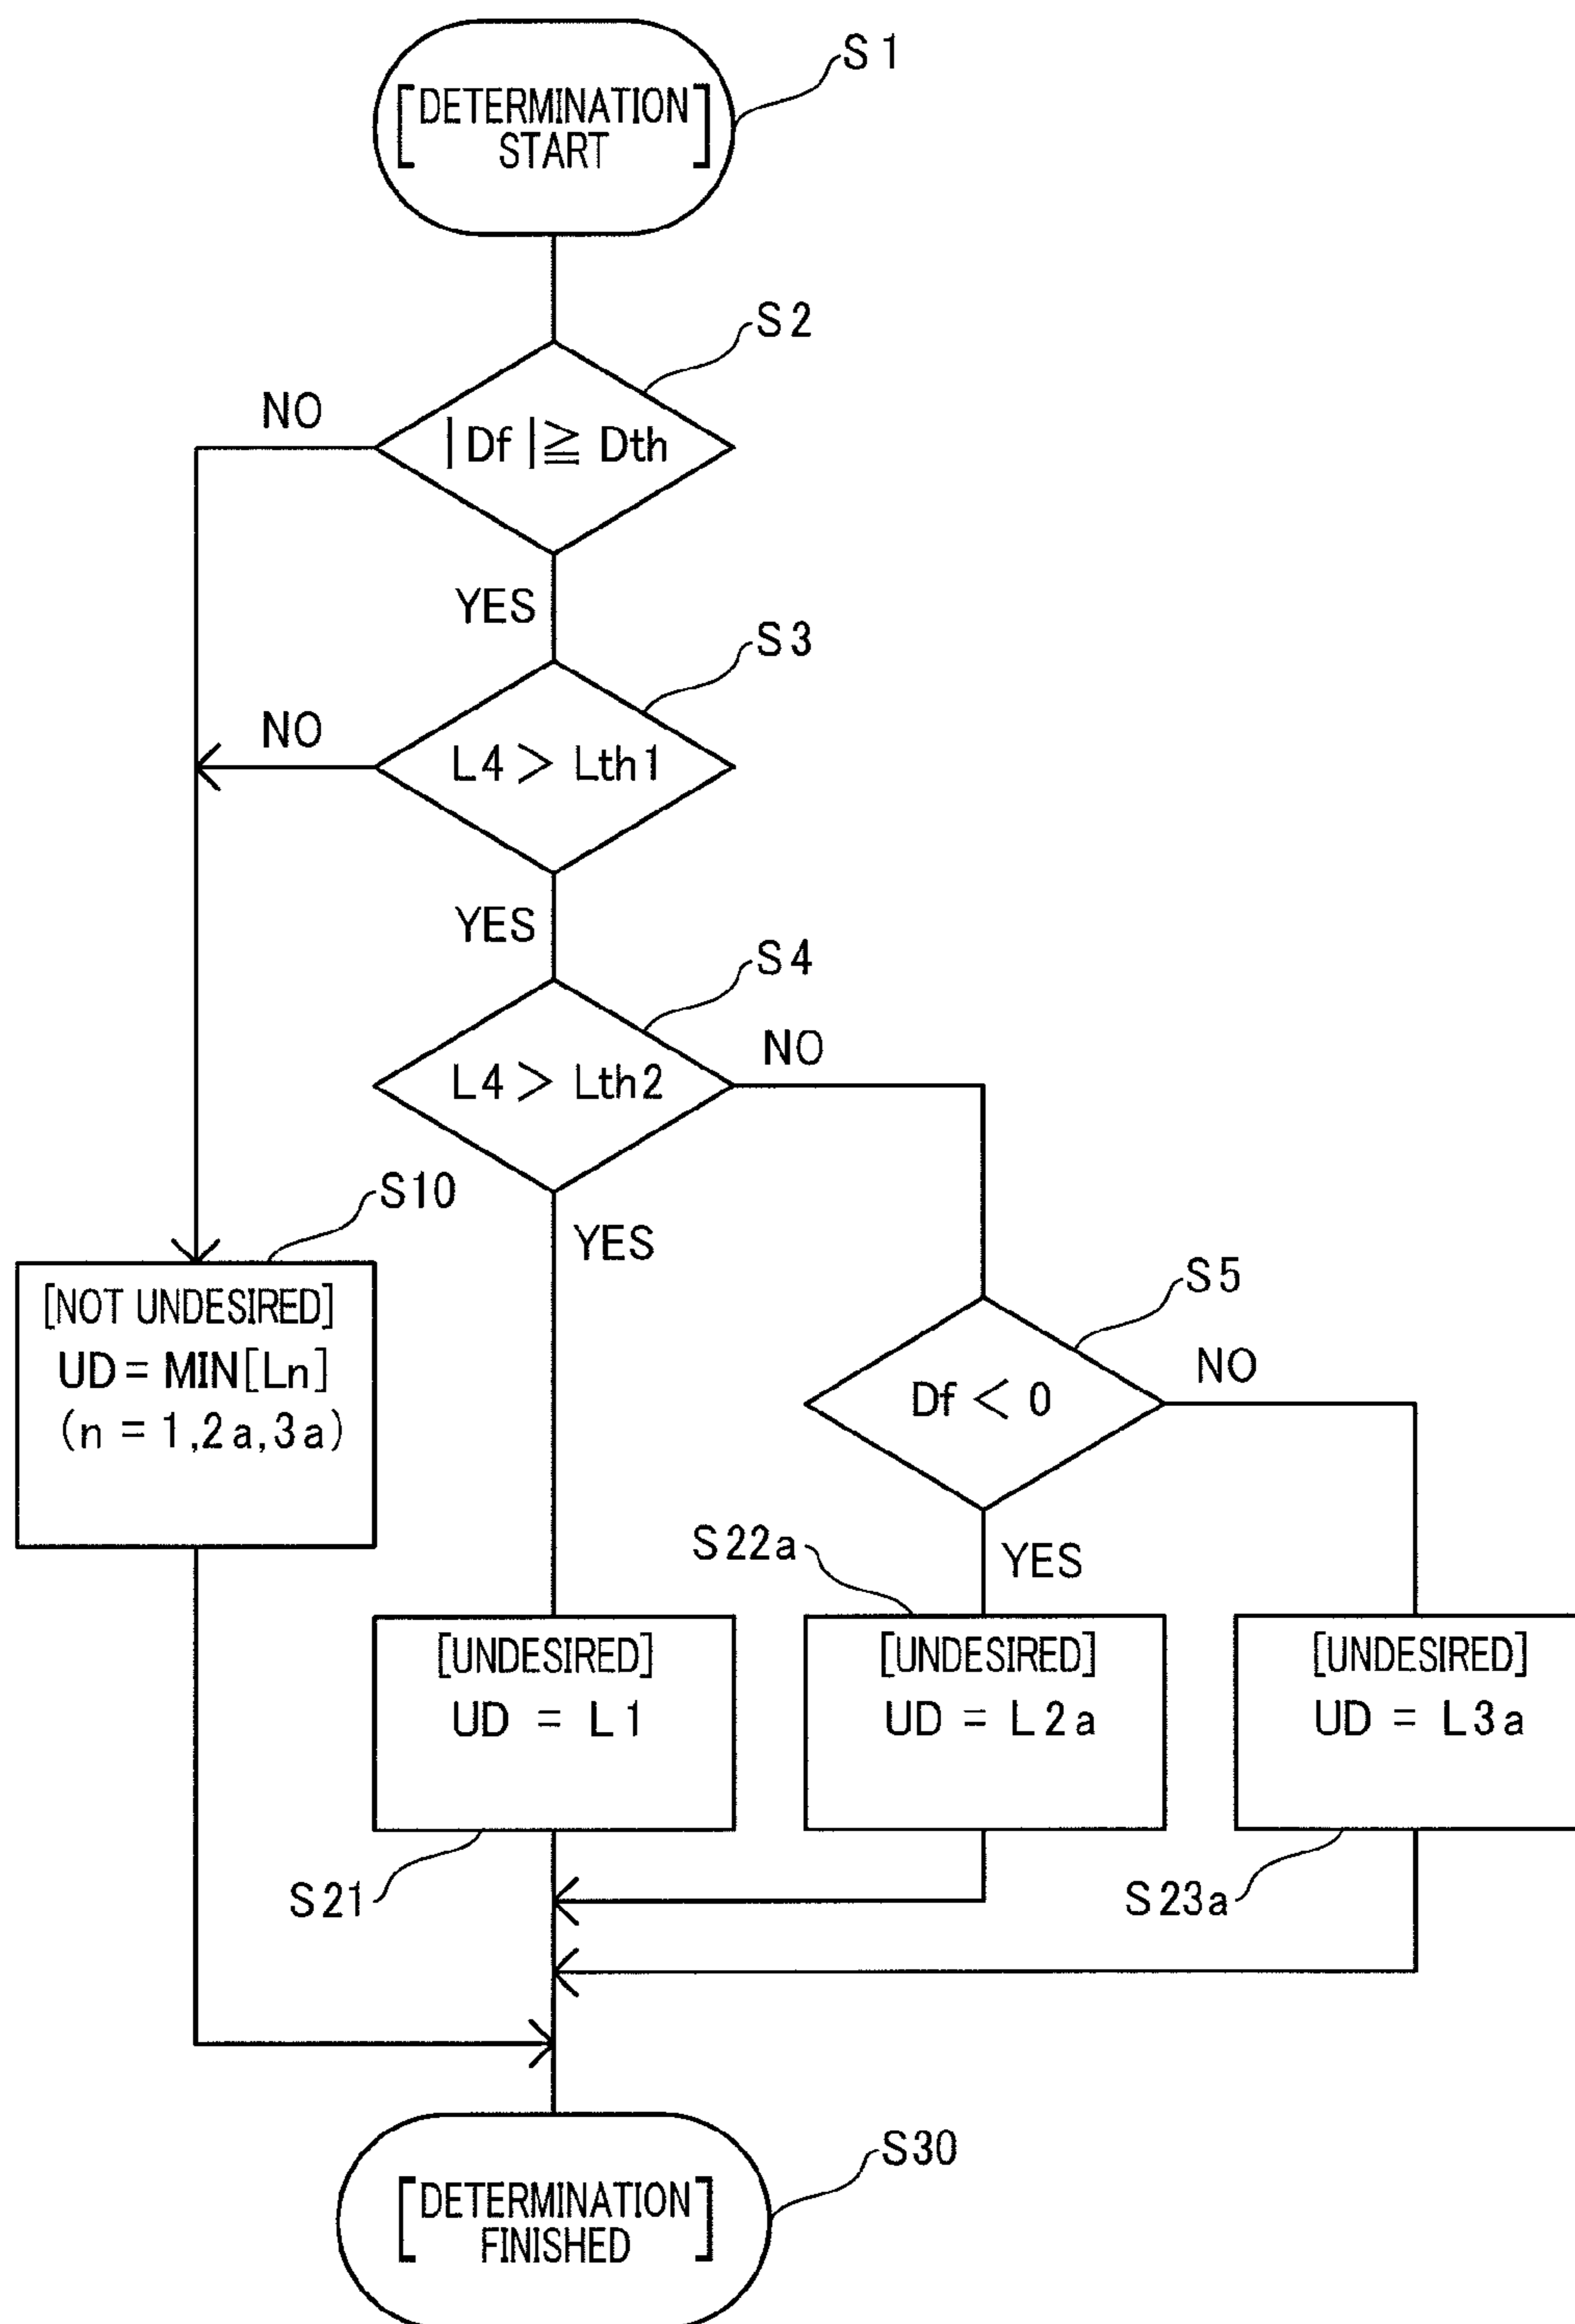 S1
[DETERMINATION
START]
S2
NO
|Df|≧ Dth
YES
S3
NO
L4 > Lth1
YES
S4
NO
L4 > Lth2
S10
YES
[NOT UNDESIRED]
UD = MIN[Ln]
(n = 1,2a,3a)
S5
NO
Df < 0
S22a
YES
[UNDESIRED]
UD = L1
[UNDESIRED]
UD = L2a
[UNDESIRED]
UD = L3a
S21
S23a
S30
[DETERMINATION
FINISHED]